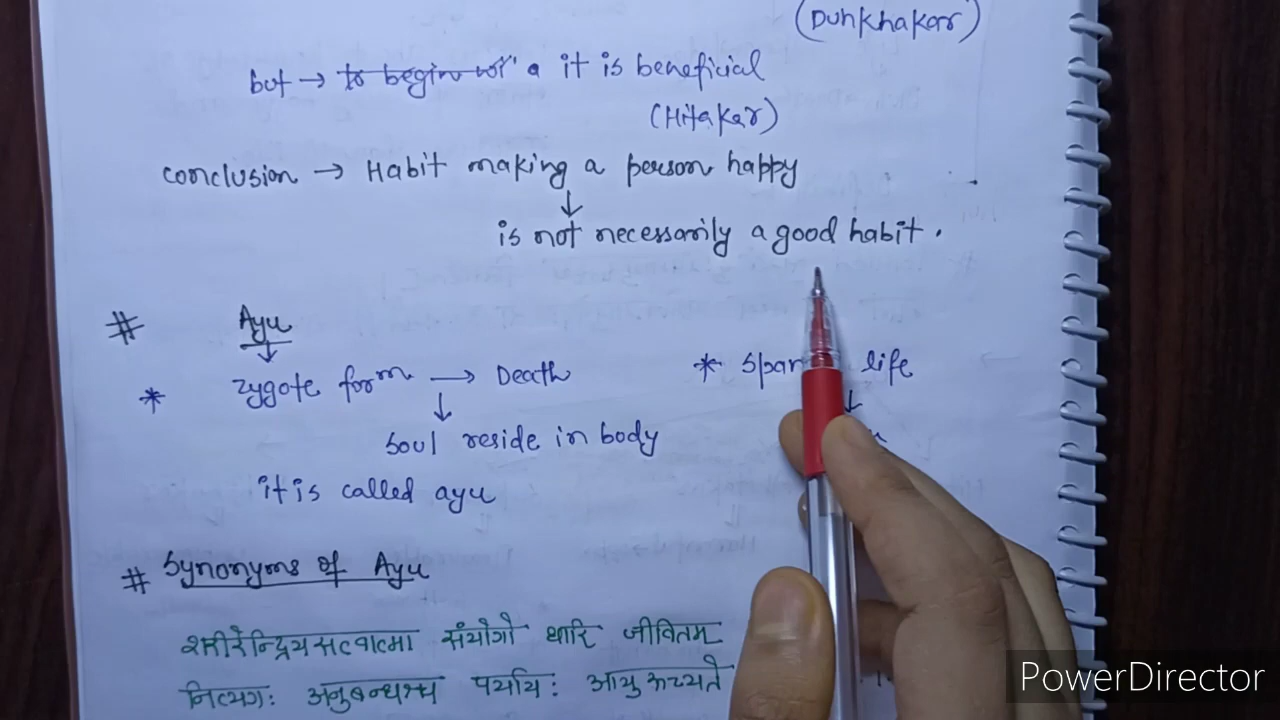 (Duhkhakar)
but → to begin wi a it is beneficial
(Hitakar)
conclusion → Habit making a person happy
↓
is not necessarily a good habit.
# Ayu
↓
* zygote form → Death
↓
soul reside in body
it is called ayu
* span life
↓
# Synonyms of Ayu
शरीरेन्द्रियसत्वात्मा संयोगो धारि जीवितम
नित्यगः अनुबन्धश्च पर्यायः आयु
PowerDirector